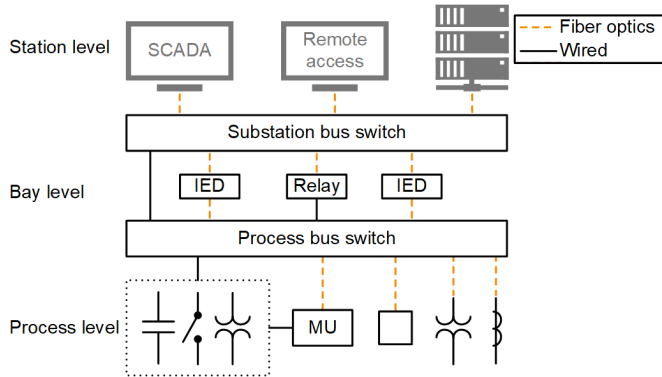 Station level
SCADA
Remote
access
Fiber optics
Wired
Substation bus switch
Bay level
IED
Relay
IED
Process bus switch
Process level
MU